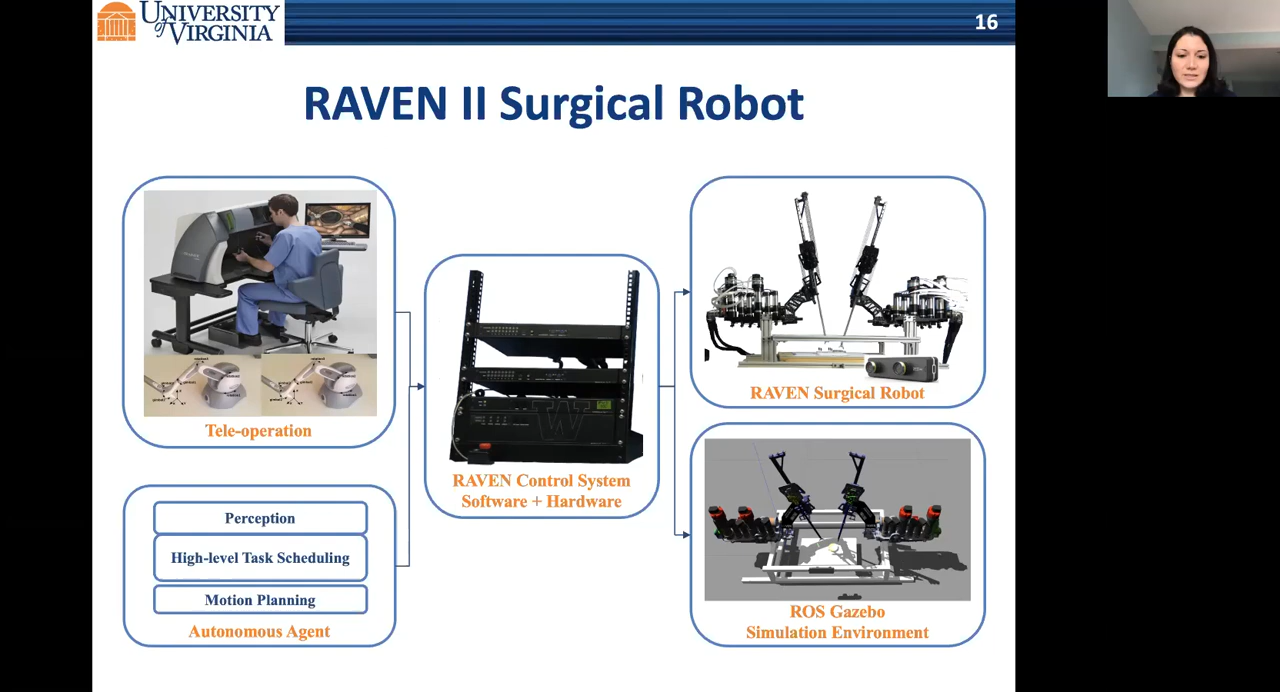 UNIVERSITY
of VIRGINIA
16
RAVEN II Surgical Robot
Tele-operation
Perception
High-level Task Scheduling
Motion Planning
Autonomous Agent
RAVEN Control System
Software + Hardware
W
RAVEN Surgical Robot
ROS Gazebo
Simulation Environment